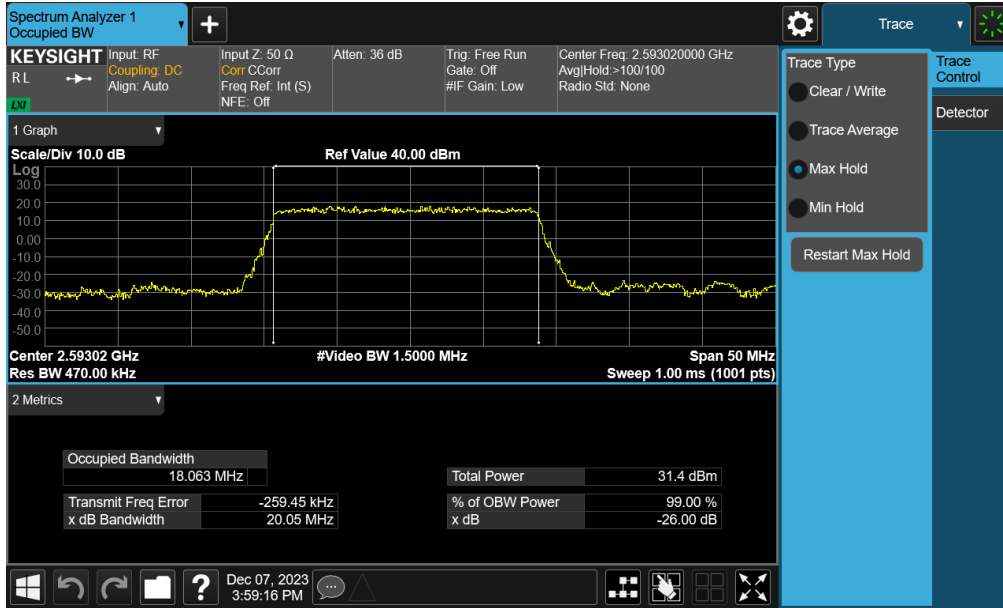 Spectrum Analyzer 1
Occupied BW
Trace
KEYSIGHT
RL
LXI
Input: RF
Coupling: DC
Align: Auto
Input Z: 50 Ω
Corr CCorr
Freq Ref: Int (S)
NFE: Off
Atten: 36 dB
Trig: Free Run
Gate: Off
#IF Gain: Low
Center Freq: 2.593020000 GHz
Avg|Hold:>100/100
Radio Std: None
Trace Type
Clear / Write
Trace Average
Max Hold
Min Hold
Restart Max Hold
Trace
Control
Detector
1 Graph
Scale/Div 10.0 dB
Ref Value 40.00 dBm
Log
30.0
20.0
10.0
0.00
-10.0
-20.0
-30.0
-40.0
-50.0
Center 2.59302 GHz
#Video BW 1.5000 MHz
Span 50 MHz
Res BW 470.00 kHz
Sweep 1.00 ms (1001 pts)
2 Metrics
Occupied Bandwidth
18.063 MHz
Total Power 31.4 dBm
Transmit Freq Error -259.45 kHz
% of OBW Power 99.00 %
x dB Bandwidth 20.05 MHz
x dB -26.00 dB
?
Dec 07, 2023
3:59:16 PM